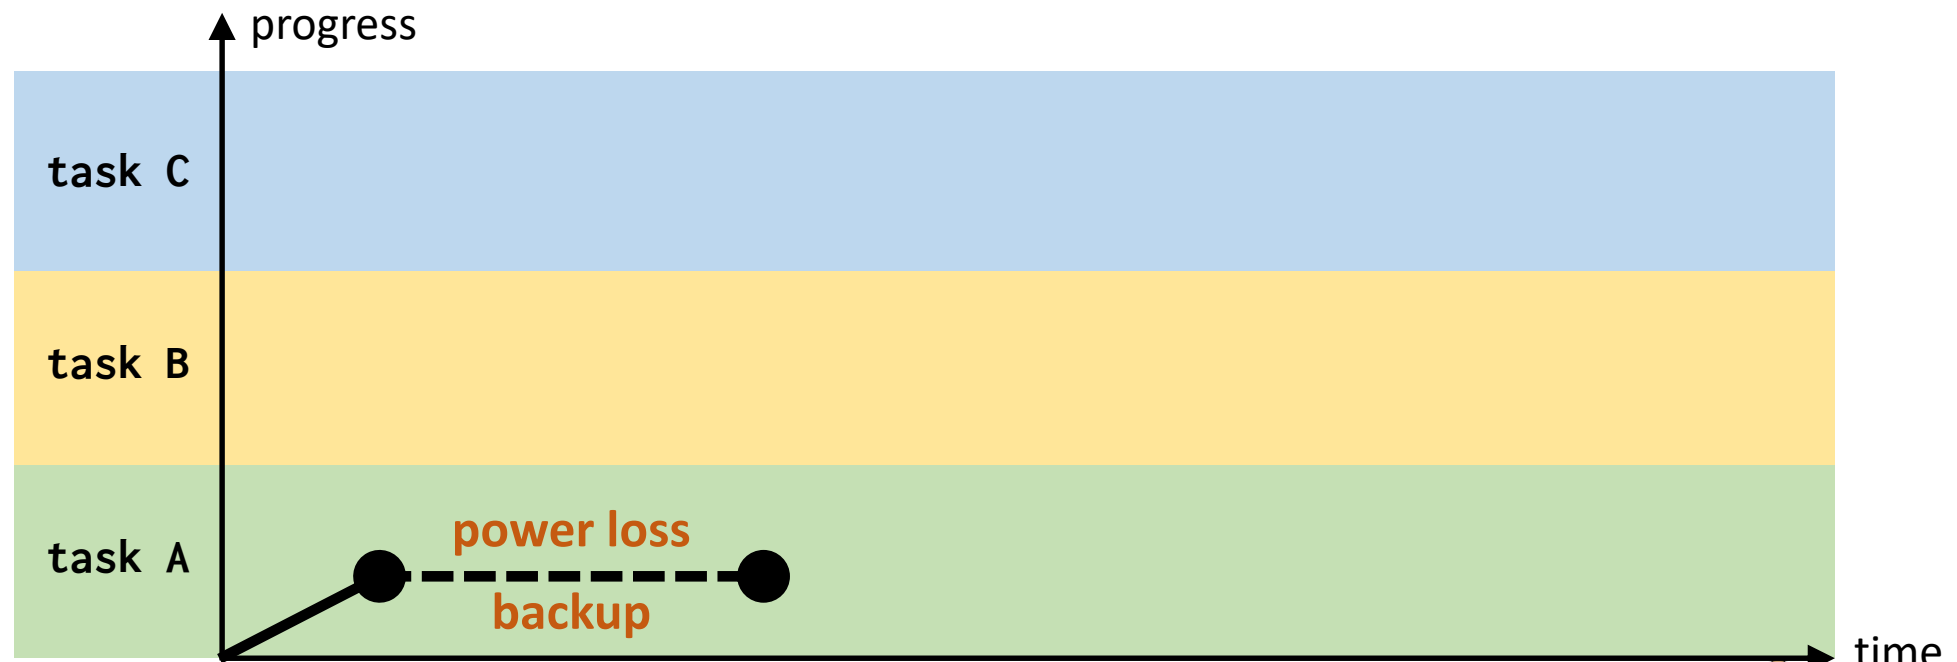 progress
task C
task B
power loss
task A
backup
time